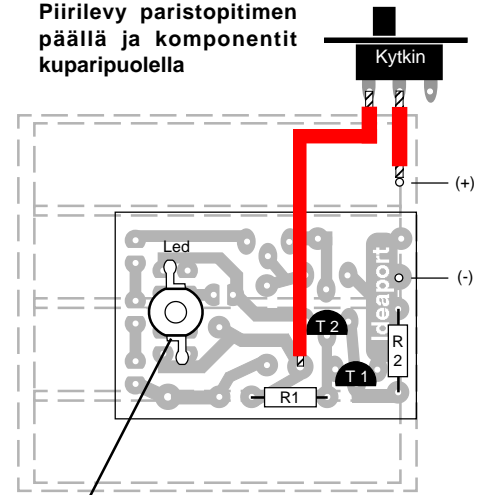 Piirilevy paristopitimen
päällä ja komponentit
kuparipuolella
Kytkin
(+)
Led
(-)
ideaport
T 2
R
2
T 1
R1